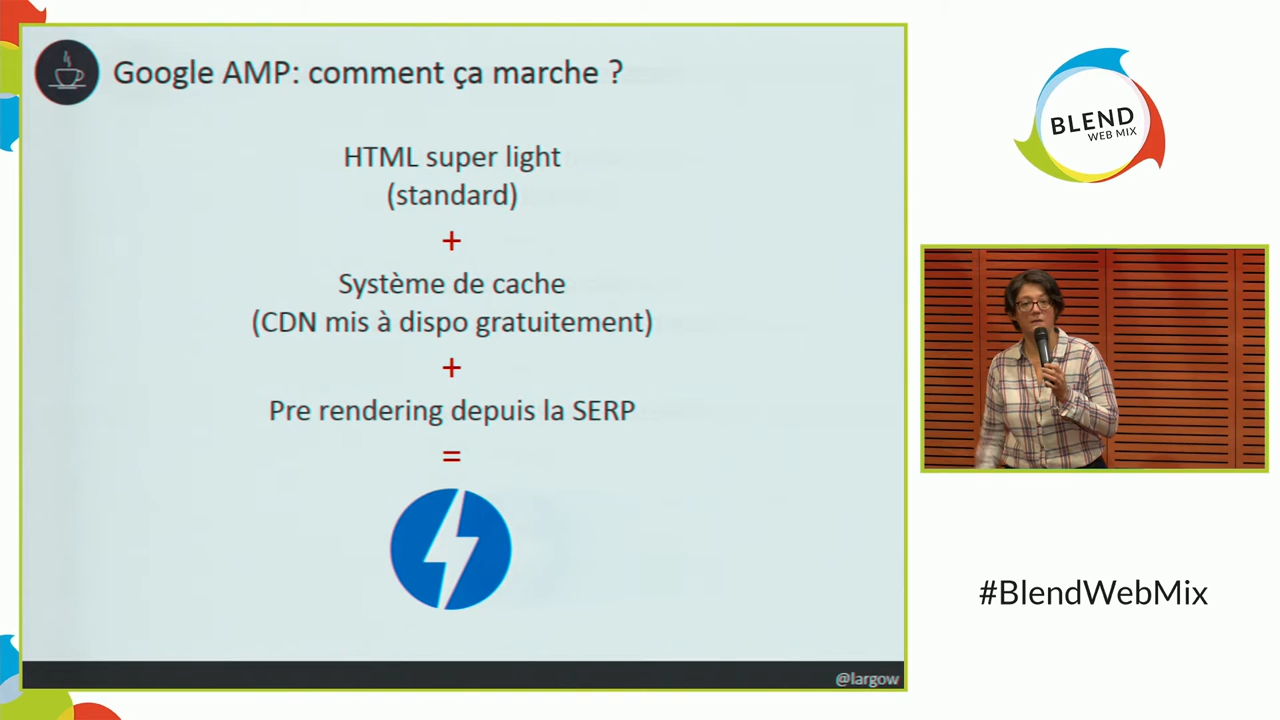 Google AMP: comment ça marche ?
HTML super light
(standard)
+
Système de cache
(CDN mis à dispo gratuitement)
+
Pre rendering depuis la SERP
=
@largow
BLEND
WEB MIX
#BlendWebMix